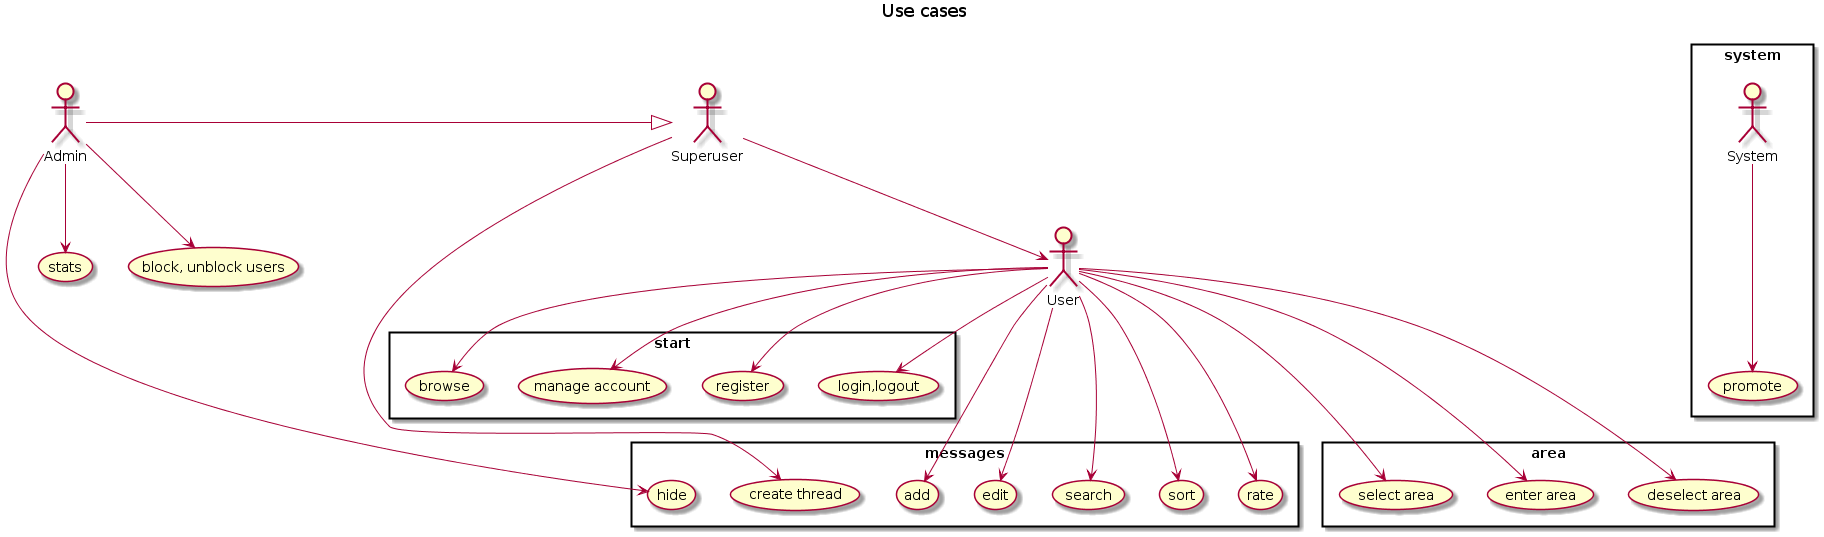 Use cases
system
Admin
Superuser
System
stats
block, unblock users
User
start
browse
manage account
register
login,logout
promote
messages
area
hide
create thread
add
edit
search
sort
rate
select area
enter area
deselect area